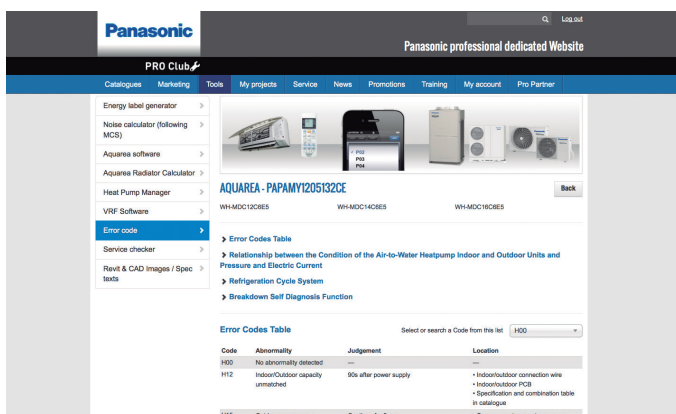 Panasonic
Log out
Panasonic professional dedicated Website
PRO Club
Catalogues Marketing Tools My projects Service News Promotions Training My account Pro Partner
Energy label generator
Noise calculator (following
MCS)
Aquarea software
Aquarea Radiator Calculator
Heat Pump Manager
VRF Software
Error code
Service checker
Revit & CAD Images / Spec
texts
P02
P03
P04
AQUAREA - PAPAMY1205132CE
Back
WH-MDC12C6E5 WH-MDC14C6E5 WH-MDC16C6E5
Error Codes Table
Relationship between the Condition of the Air-to-Water Heatpump Indoor and Outdoor Units and
Pressure and Electric Current
Refrigeration Cycle System
Breakdown Self Diagnosis Function
Error Codes Table Select or search a Code from this list H00
Code Abnormality Judgement Location
H00 No abnormality detected — —
H12 Indoor/Outdoor capacity 90s after power supply • Indoor/outdoor connection wire
unmatched • Indoor/outdoor PCB
• Specification and combination table
in catalogue